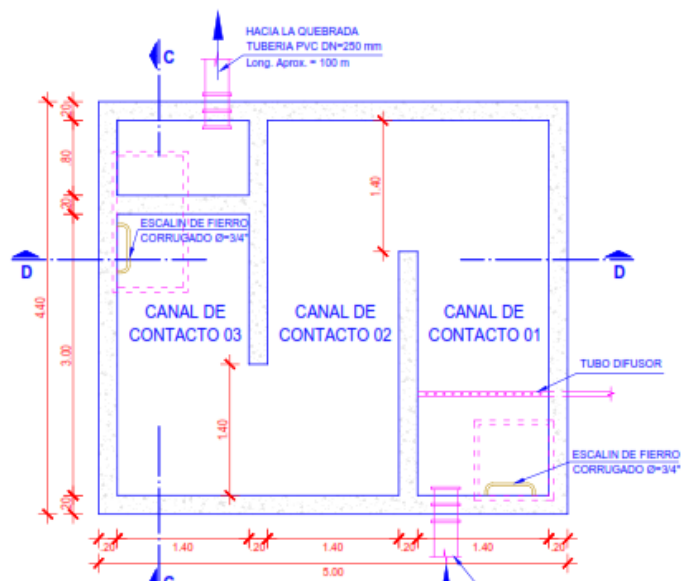 HACIA LA QUEBRADA
TUBERIA PVC DN=250 mm
Long. Aprox. = 100 m
C
.20
.80
.20
1.40
ESCALIN DE FIERRO
CORRUGADO Ø=3/4"
D
D
4.40
3.00
CANAL DE
CONTACTO 03
CANAL DE
CONTACTO 02
CANAL DE
CONTACTO 01
TUBO DIFUSOR
1.40
ESCALIN DE FIERRO
CORRUGADO Ø=3/4"
.20
.20
1.40
.20
1.40
.20
1.40
.20
5.00
C